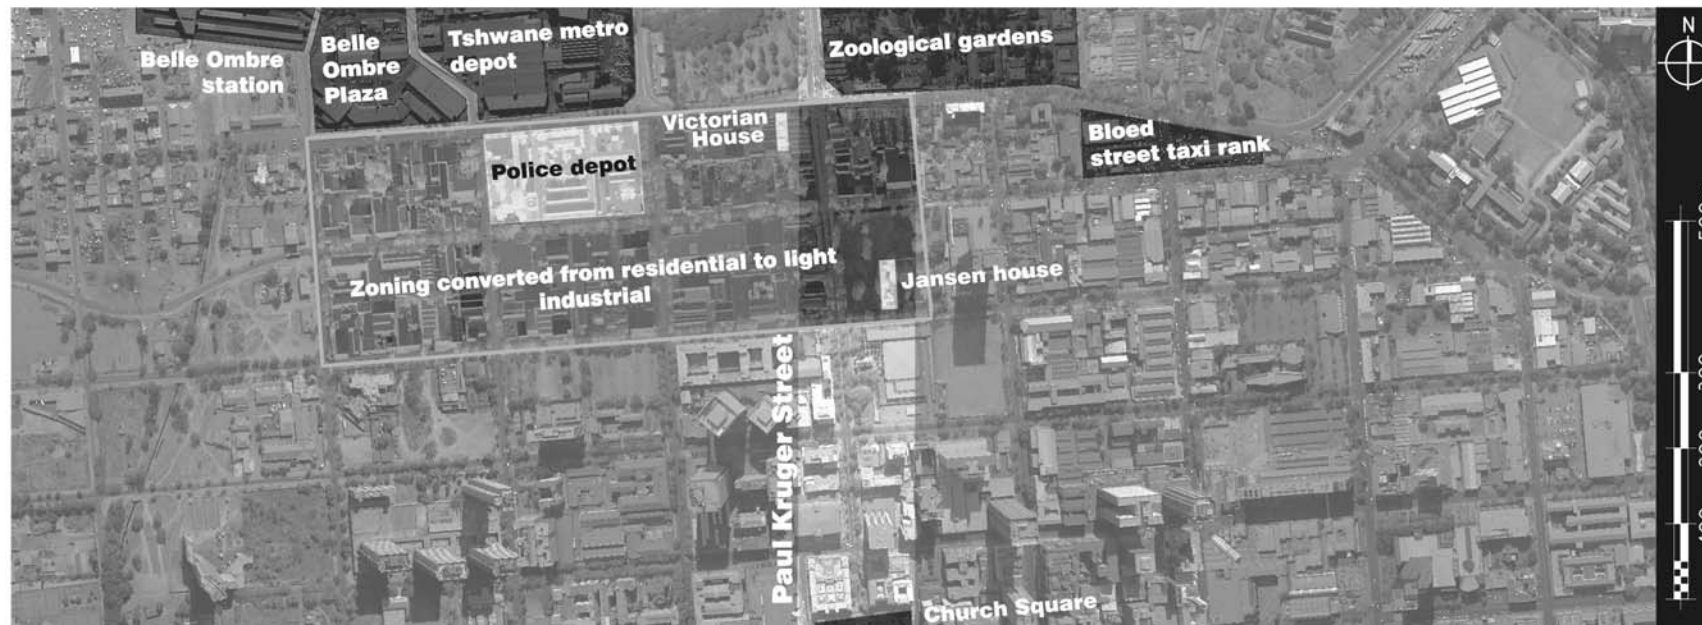 Belle Ombre
station
Belle
Ombre
Plaza
Tshwane metro
depot
Zoological gardens
N
Victorian
House
Police depot
Bloed
street taxi rank
Zoning converted from residential to light
industrial
Jansen house
Paul Kruger Street
Church Square